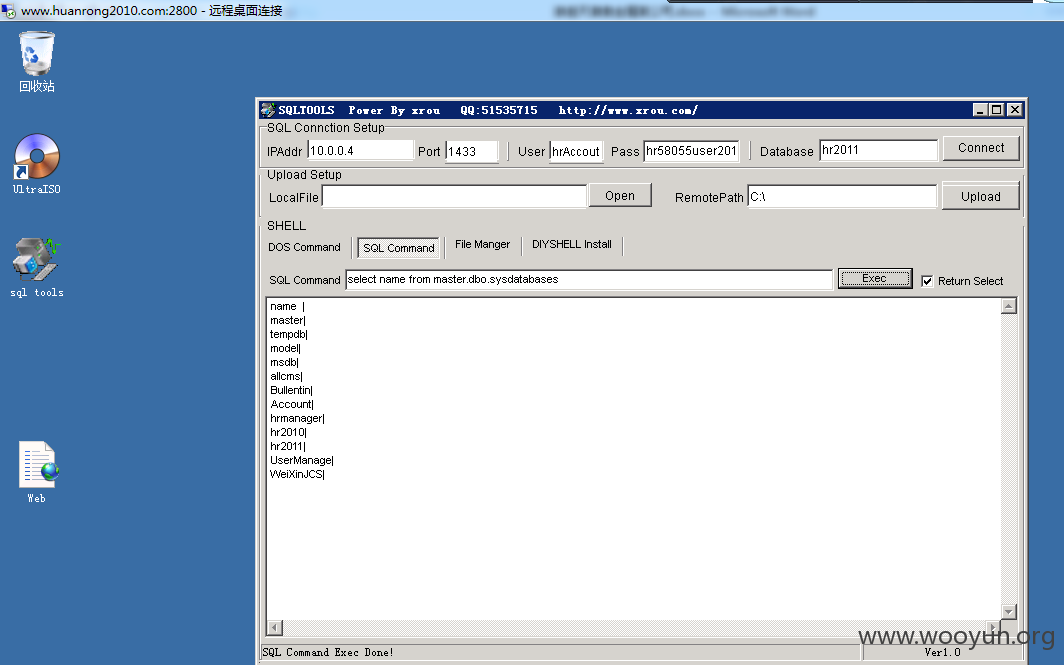 www.huanrong2010.com:2800 - 远程桌面连接
回收站
UltraISO
sql tools
Web
SQLTOOLS Power By xrou QQ:51535715 http://www.xrou.com/
SQL Connction Setup
IPAddr 10.0.0.4 Port 1433 User hrAccout Pass hr58055user201 Database hr2011 Connect
Upload Setup
LocalFile Open RemotePath C:\ Upload
SHELL
DOS Command SQL Command File Manger DIYSHELL Install
SQL Command select name from master.dbo.sysdatabases Exec Return Select
name |
master|
tempdb|
model|
msdb|
allcms|
Bullentin|
Account|
hrmanager|
hr2010|
hr2011|
UserManage|
WeiXinJCS|
www.wooyun.org
SQL Command Exec Done! Ver1.0